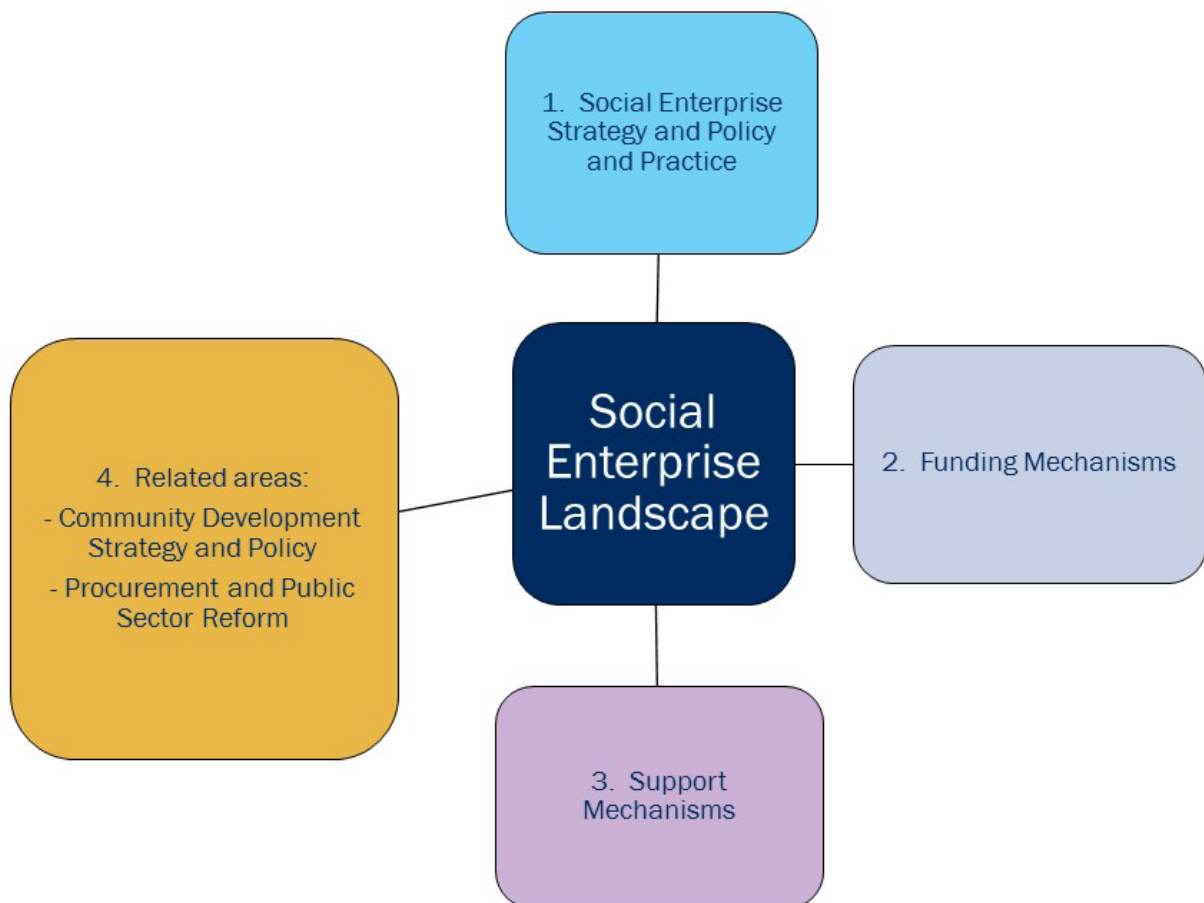 1. Social Enterprise
Strategy and Policy
and Practice
Social
Enterprise
Landscape
2. Funding Mechanisms
3. Support
Mechanisms
4. Related areas:
- Community Development
Strategy and Policy
- Procurement and Public
Sector Reform